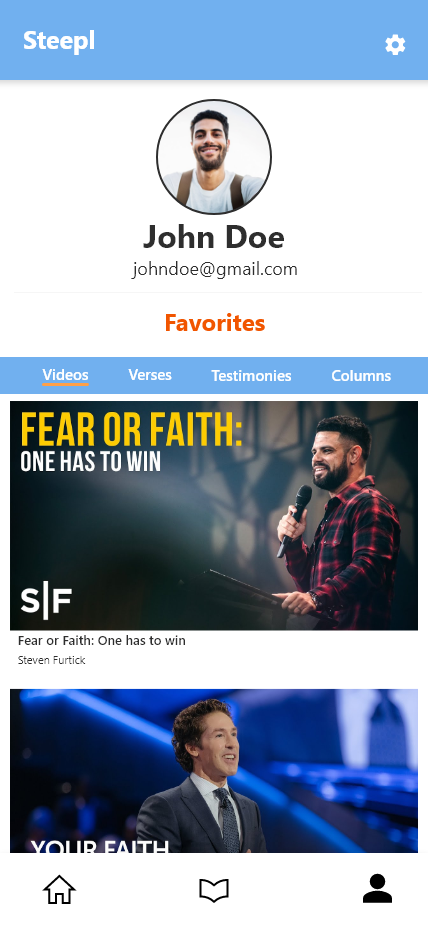 Steepl
John Doe
johndoe@gmail.com
Favorites
Videos Verses Testimonies Columns
FEAR OR FAITH:
ONE HAS TO WIN
S|F
Fear or Faith: One has to win
Steven Furtick
YOUR FAITH